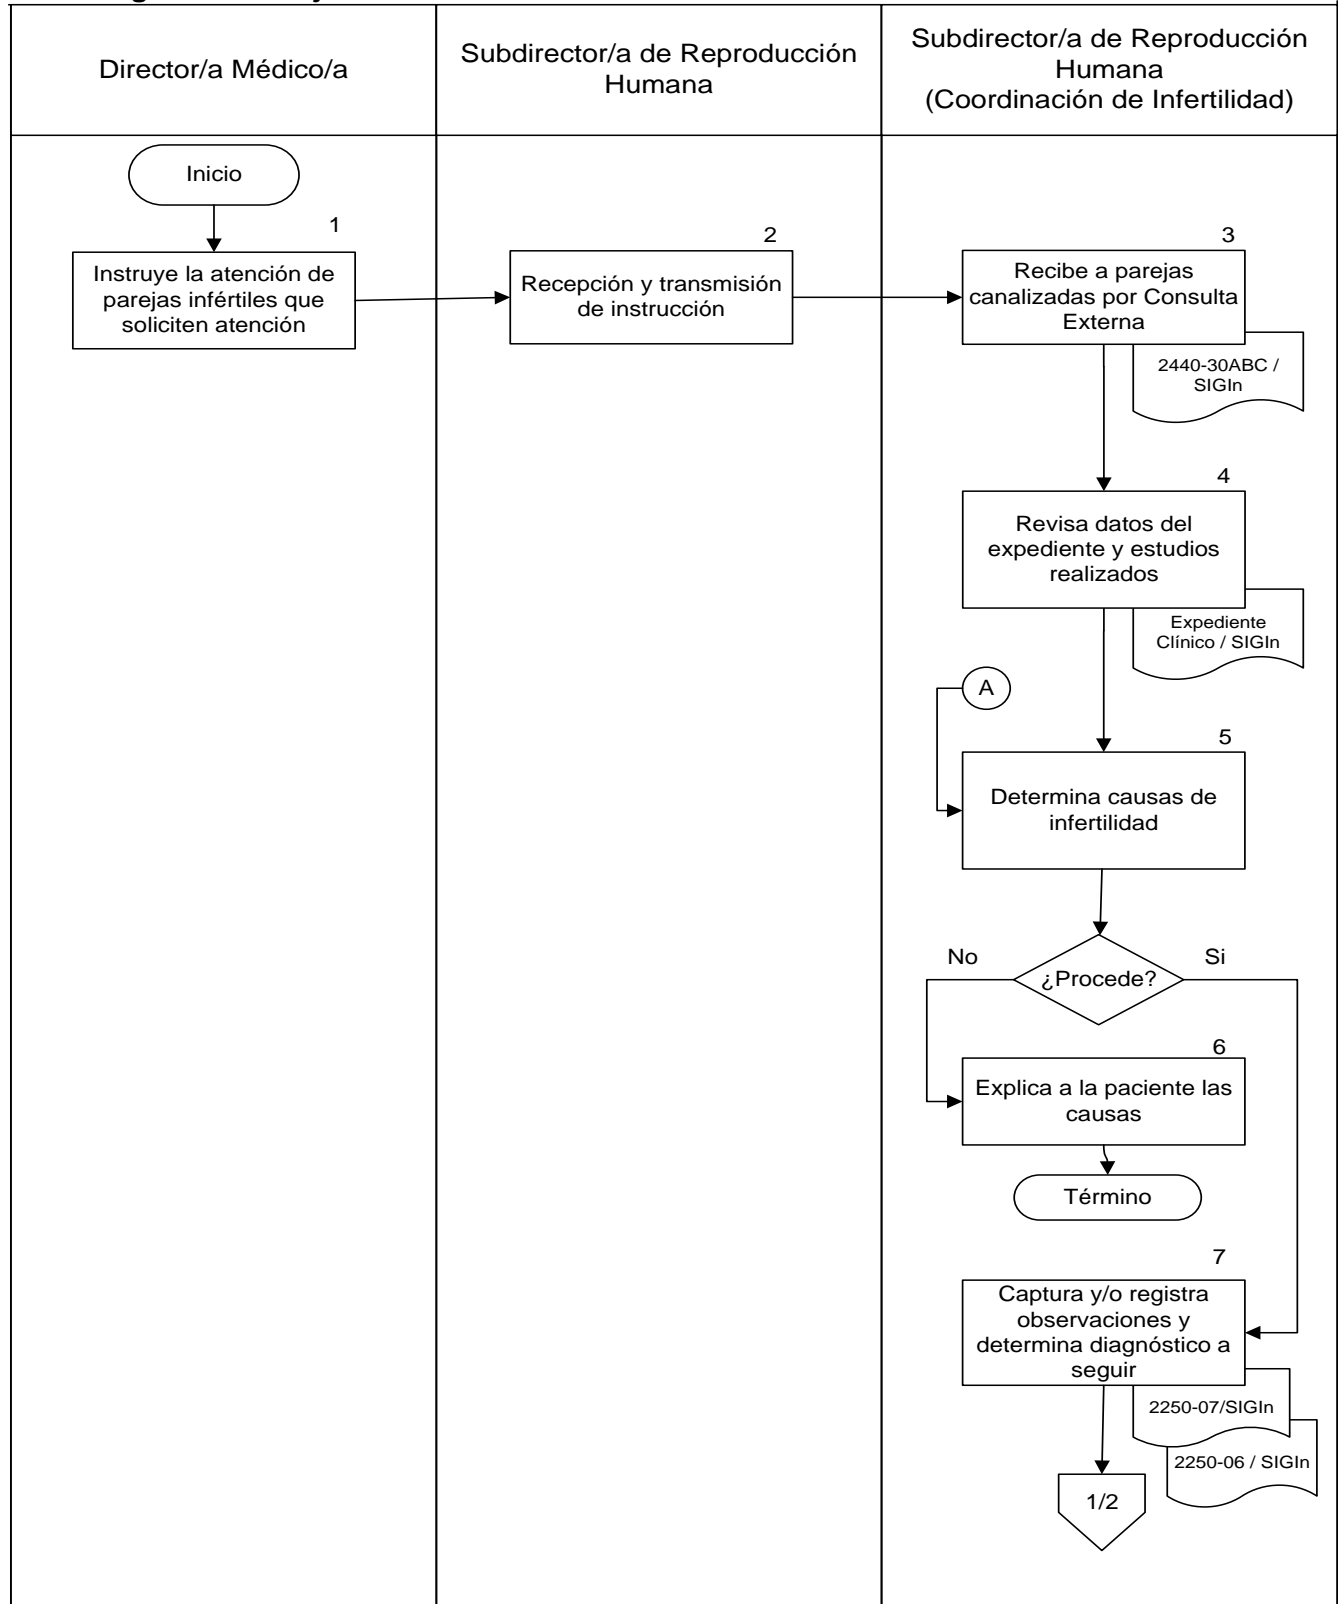 Director/a Médico/a
Subdirector/a de Reproducción
Humana
Subdirector/a de Reproducción
Humana
(Coordinación de Infertilidad)
Inicio
1
Instruye la atención de
parejas infértiles que
soliciten atención
2
Recepción y transmisión
de instrucción
3
Recibe a parejas
canalizadas por Consulta
Externa
2440-30ABC /
SIGIn
4
Revisa datos del
expediente y estudios
realizados
Expediente
Clínico / SIGIn
A
5
Determina causas de
infertilidad
No
¿Procede?
Si
6
Explica a la paciente las
causas
Término
7
Captura y/o registra
observaciones y
determina diagnóstico a
seguir
2250-07/SIGIn
2250-06 / SIGIn
1/2